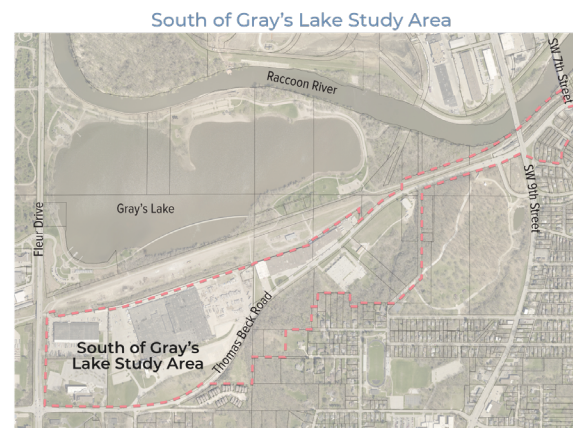 South of Gray's Lake Study Area
SW 7th Street
Raccoon River
SW 9th Street
Gray's Lake
Fleur Drive
Thomas Beck Road
South of Gray's
Lake Study Area